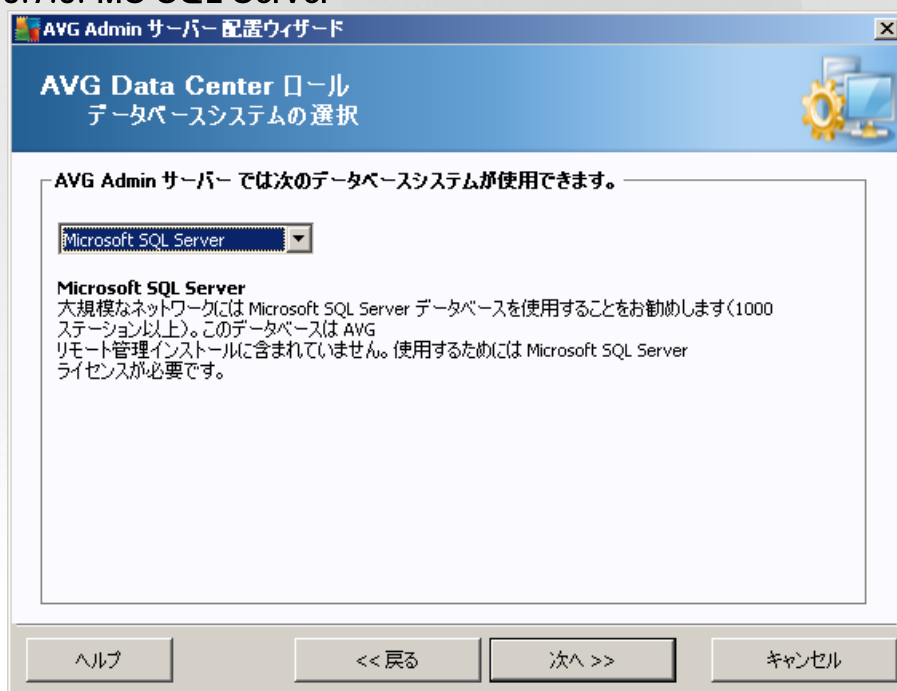 MS SQL Server
AVG Admin サーバー 配置ウィザード
AVG Data Center ロール
データベースシステムの選択
AVG Admin サーバー では次のデータベースシステムが使用できます。
Microsoft SQL Server
Microsoft SQL Server
大規模なネットワークには Microsoft SQL Server データベースを使用することをお勧めします(1000
ステーション以上)。このデータベースは AVG
リモート管理インストールに含まれていません。使用するためには Microsoft SQL Server
ライセンスが必要です。
ヘルプ
<< 戻る
次へ >>
キャンセル